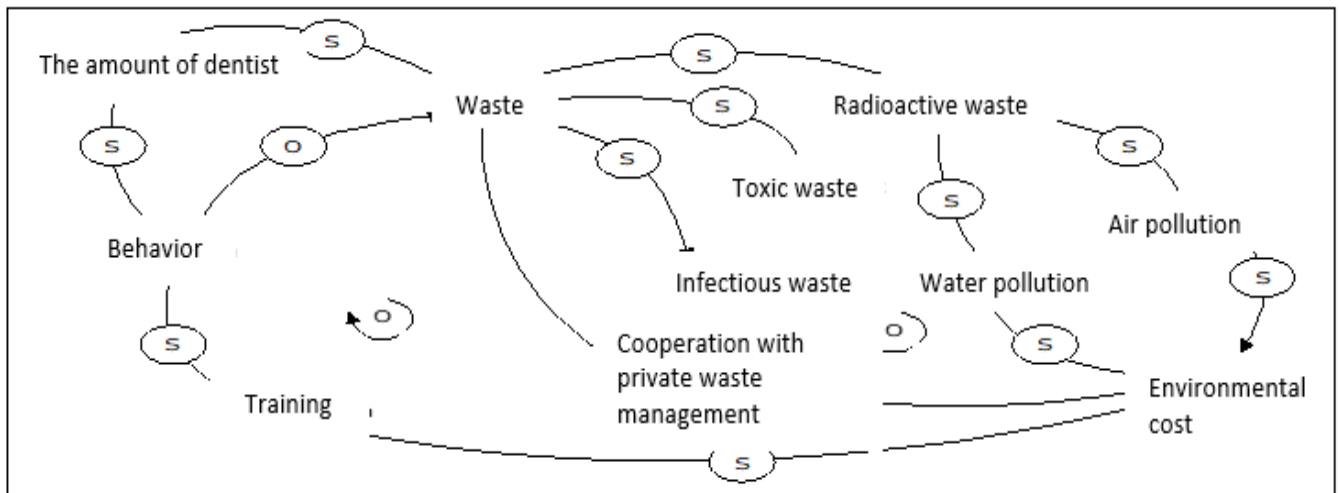 S
The amount of dentist
S
Waste
S
Radioactive waste
S
O
S
S
Toxic waste
S
Behavior
Air pollution
Infectious waste
Water pollution
S
O
O
S
Cooperation with
private waste
management
S
Training
Environmental
cost
S